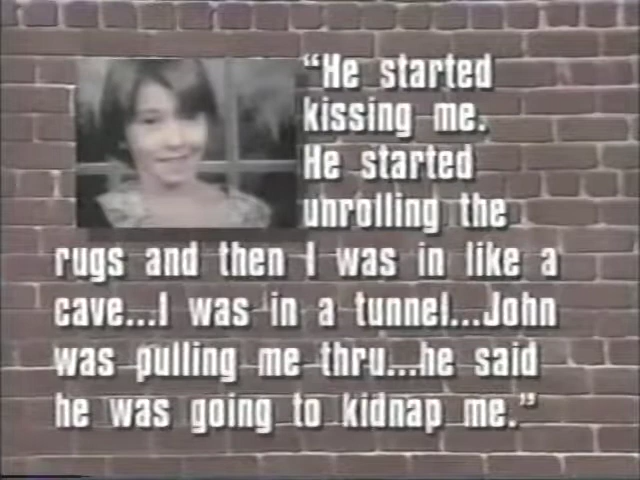 “He started
kissing me.
He started
unrolling the
rugs and then I was in like a
cave...I was in a tunnel...John
was pulling me thru...he said
he was going to kidnap me.”